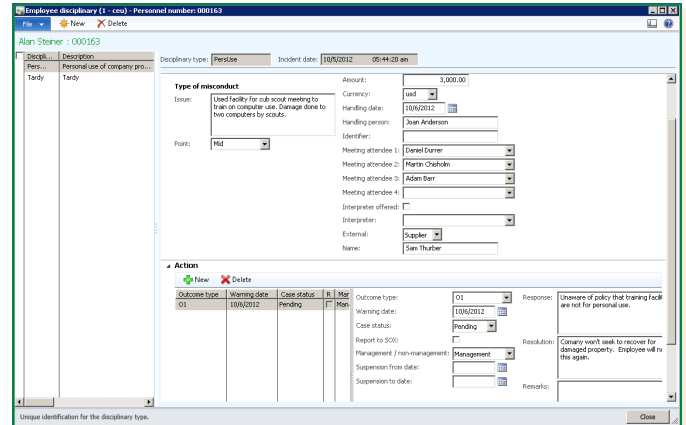 Employee disciplinary (1 - ceu) - Personnel number: 000163
File New Delete
Alan Steiner : 000163
Discipli... Description
Pers... Personal use of company pro...
Tardy Tardy
Disciplinary type: PersUse Incident date: 10/5/2012 05:44:20 am
Type of misconduct
Issue: Used facility for cub scout meeting to
train on computer use. Damage done to
two computers by scouts.
Point: Mid
Amount: 3,000.00
Currency: usd
Handling date: 10/6/2012
Handling person: Joan Anderson
Identifier:
Meeting attendee 1: Daniel Durrer
Meeting attendee 2: Martin Chisholm
Meeting attendee 3: Adam Barr
Meeting attendee 4:
Interpreter offered:
Interpreter:
External: Supplier
Name: Sam Thurber
Action
New Delete
Outcome type Warning date Case status R Mar
O1 10/6/2012 Pending Man
Outcome type: O1
Warning date: 10/6/2012
Case status: Pending
Report to SOX:
Management / non-management: Management
Suspension from date:
Suspension to date:
Response: Unaware of policy that training facili
are not for personal use.
Resolution: Comany won't seek to recover for
damaged property. Employee will n
this again.
Remarks:
Unique identification for the disciplinary type.
Close